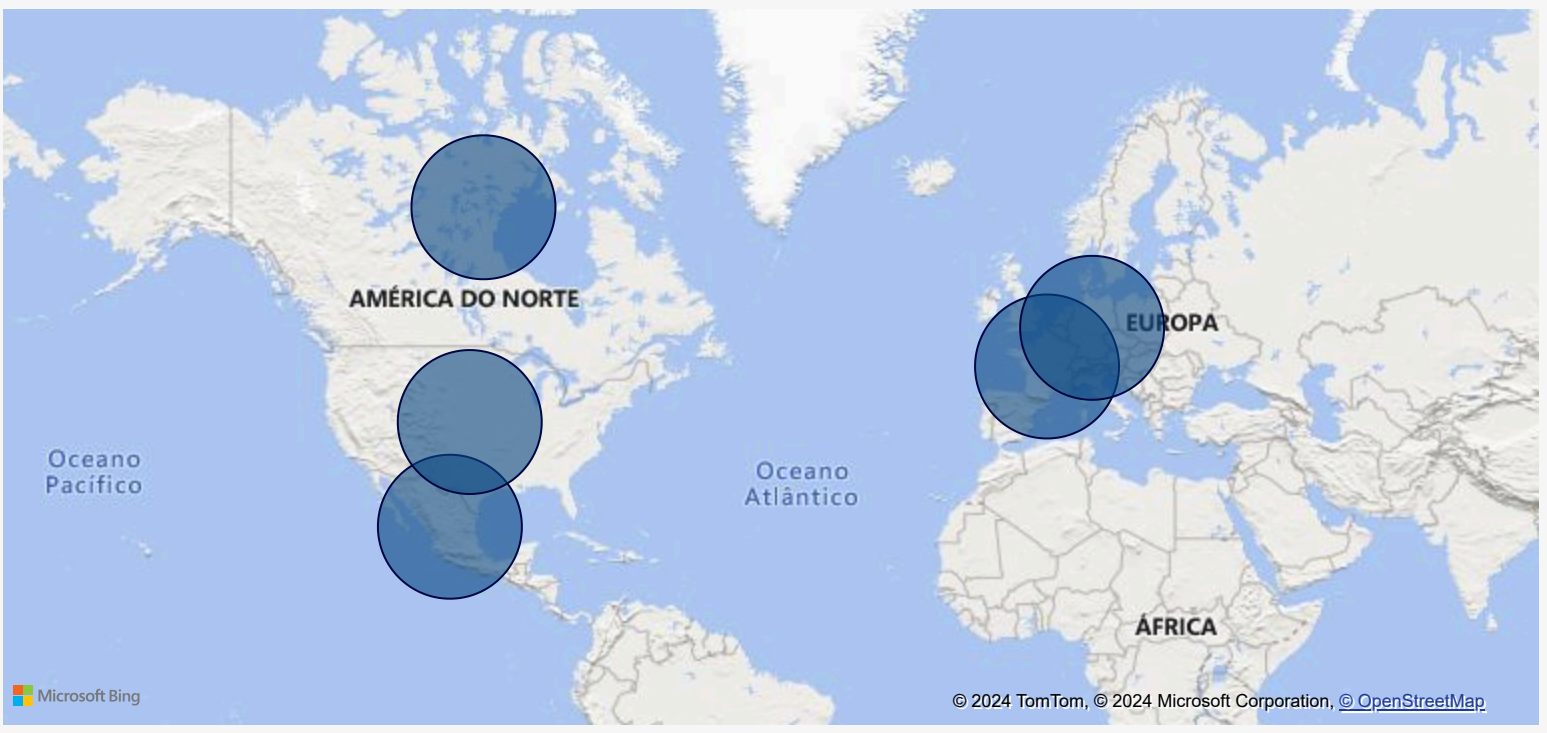 AMÉRICA DO NORTE
EUROPA
Oceano
Pacífico
Oceano
Atlântico
ÁFRICA
Microsoft Bing
© 2024 TomTom, © 2024 Microsoft Corporation, © OpenStreetMap